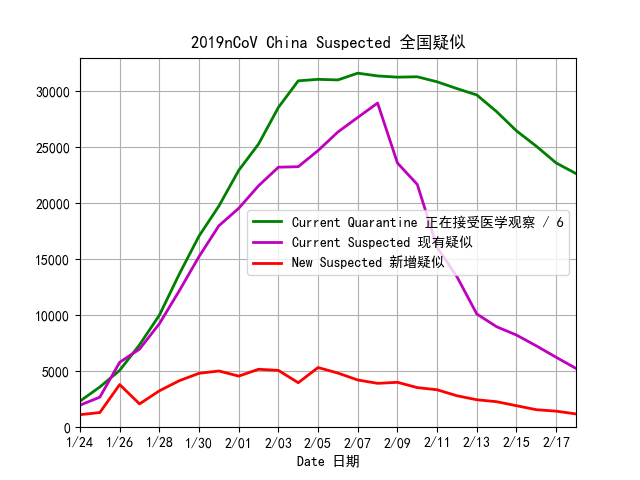 2019nCoV China Suspected 全国疑似
30000
25000
20000
15000
10000
5000
0
Current Quarantine 正在接受医学观察 / 6
Current Suspected 现有疑似
New Suspected 新增疑似
1/24 1/26 1/28 1/30 2/01 2/03 2/05 2/07 2/09 2/11 2/13 2/15 2/17
Date 日期